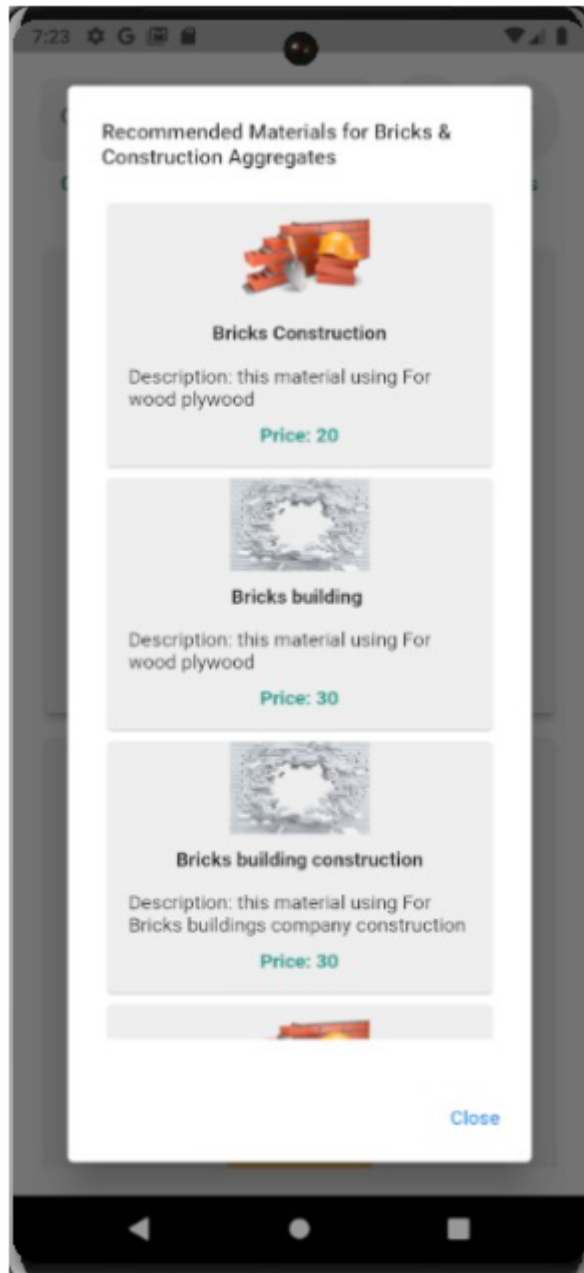 7:23
Recommended Materials for Bricks &
Construction Aggregates
Bricks Construction
Description: this material using For
wood plywood
Price: 20
Bricks building
Description: this material using For
wood plywood
Price: 30
Bricks building construction
Description: this material using For
Bricks buildings company construction
Price: 30
Close